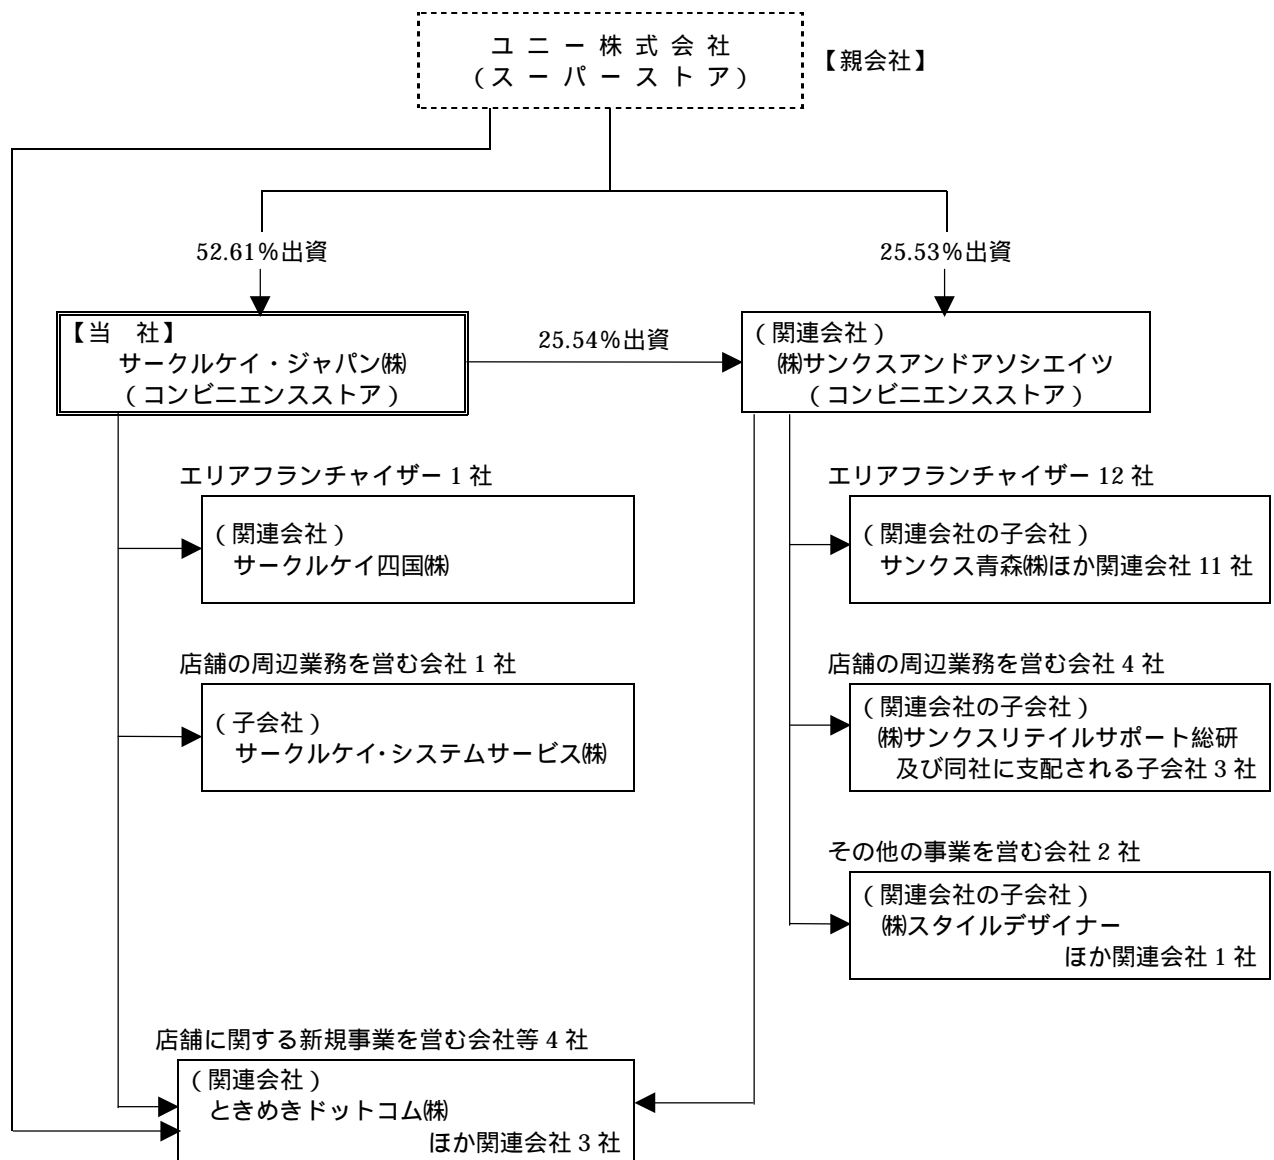 ユニー株式会社
（スーパーストア）
【親会社】
52.61%出資
25.53%出資
【当　社】
サークルケイ・ジャパン㈱
（コンビニエンスストア）
25.54%出資
（関連会社）
㈱サンクスアンドアソシエイツ
（コンビニエンスストア）
エリアフランチャイザー 1 社
（関連会社）
サークルケイ四国㈱
エリアフランチャイザー 12 社
（関連会社の子会社）
サンクス青森㈱ほか関連会社 11 社
店舗の周辺業務を営む会社 1 社
（子会社）
サークルケイ・システムサービス㈱
店舗の周辺業務を営む会社 4 社
（関連会社の子会社）
㈱サンクスリテイルサポート総研
及び同社に支配される子会社 3 社
その他の事業を営む会社 2 社
（関連会社の子会社）
㈱スタイルデザイナー
ほか関連会社 1 社
店舗に関する新規事業を営む会社等 4 社
（関連会社）
ときめきドットコム㈱
ほか関連会社 3 社